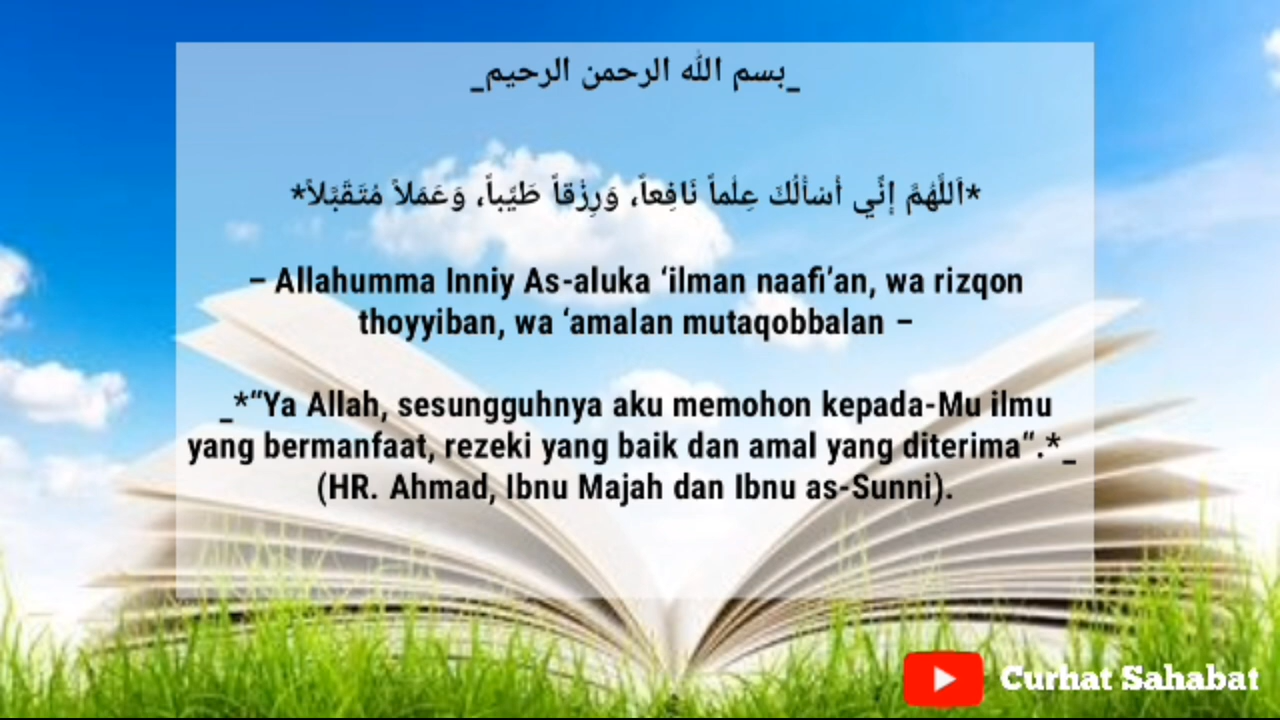 _بسم الله الرحمن الرحيم_
*اَللَّهُمَّ إِنِّي أَسْأَلُكَ عِلْماً نَافِعاً، وَرِزْقاً طَيِّباً، وَعَمَلاً مُتَقَبَّلاً*
– Allahumma Inniy As-aluka ‘ilman naafi’an, wa rizqon
thoyyiban, wa ‘amalan mutaqobbalan –
_*“Ya Allah, sesungguhnya aku memohon kepada-Mu ilmu
yang bermanfaat, rezeki yang baik dan amal yang diterima“.*_
(HR. Ahmad, Ibnu Majah dan Ibnu as-Sunni).
Curhat Sahabat